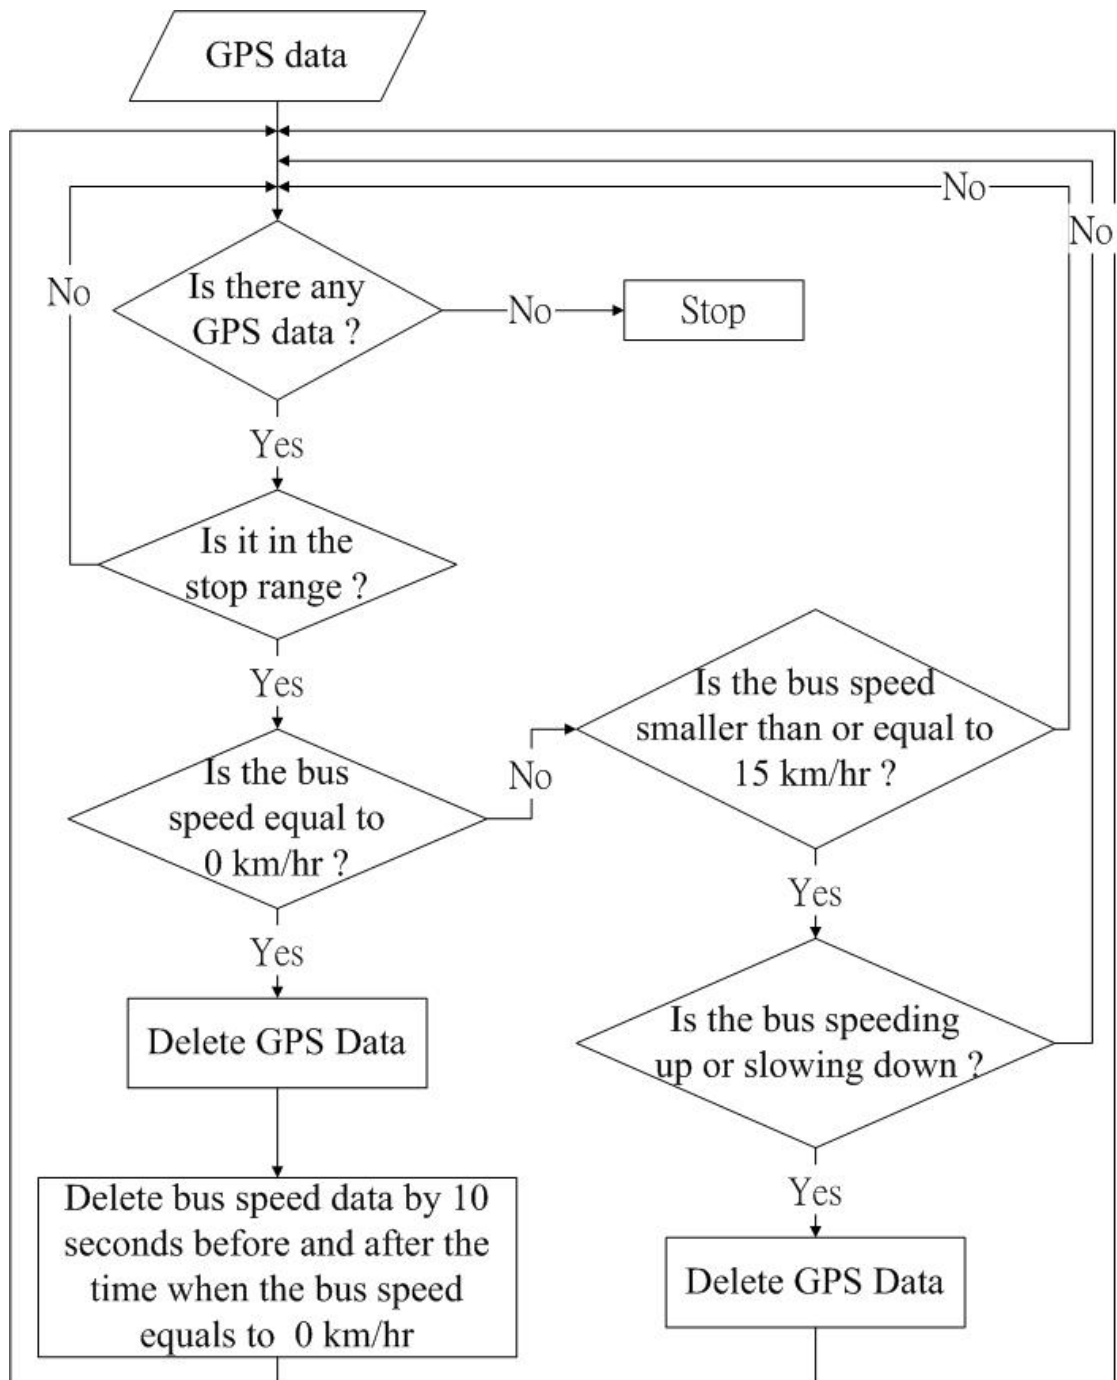 GPS data
No
No
Is there any
GPS data ?
No
No
Stop
Yes
Is it in the
stop range ?
Yes
Is the bus speed
smaller than or equal to
15 km/hr ?
Is the bus
speed equal to
0 km/hr ?
No
Yes
Yes
Is the bus speeding
up or slowing down ?
Delete GPS Data
Yes
Delete bus speed data by 10
seconds before and after the
time when the bus speed
equals to  0 km/hr
Delete GPS Data